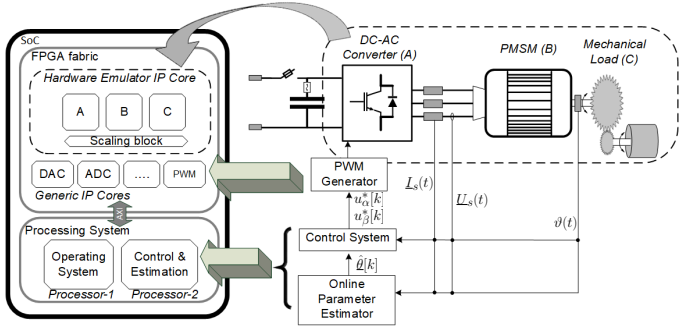 SoC
FPGA fabric
Hardware Emulator IP Core
A
B
C
Scaling block
DAC
ADC
....
PWM
Generic IP Cores
AXI
Processing System
Operating
System
Control &
Estimation
Processor-1
Processor-2
DC-AC
Converter (A)
PMSM (B)
Mechanical
Load (C)
PWM
Generator
u*α[k]
u*β[k]
Control System
θ̂[k]
Online
Parameter
Estimator
I̲s(t)
U̲s(t)
ϑ(t)